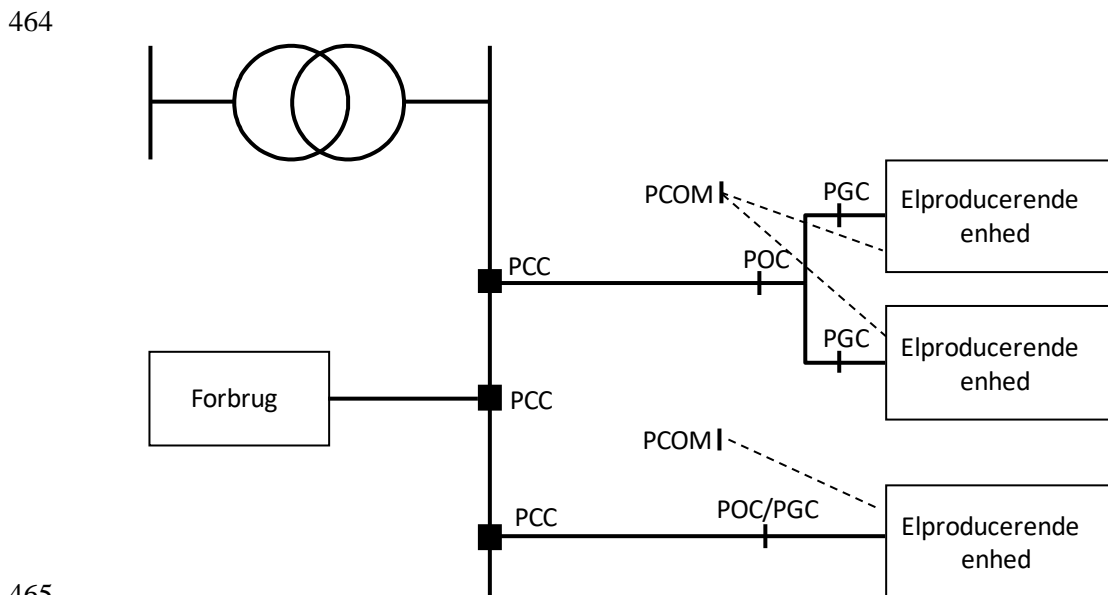 464
PCOM
PGC
Elproducerende
enhed
PCC
POC
PGC
Elproducerende
enhed
Forbrug
PCC
PCOM
PCC
POC/PGC
Elproducerende
enhed
465